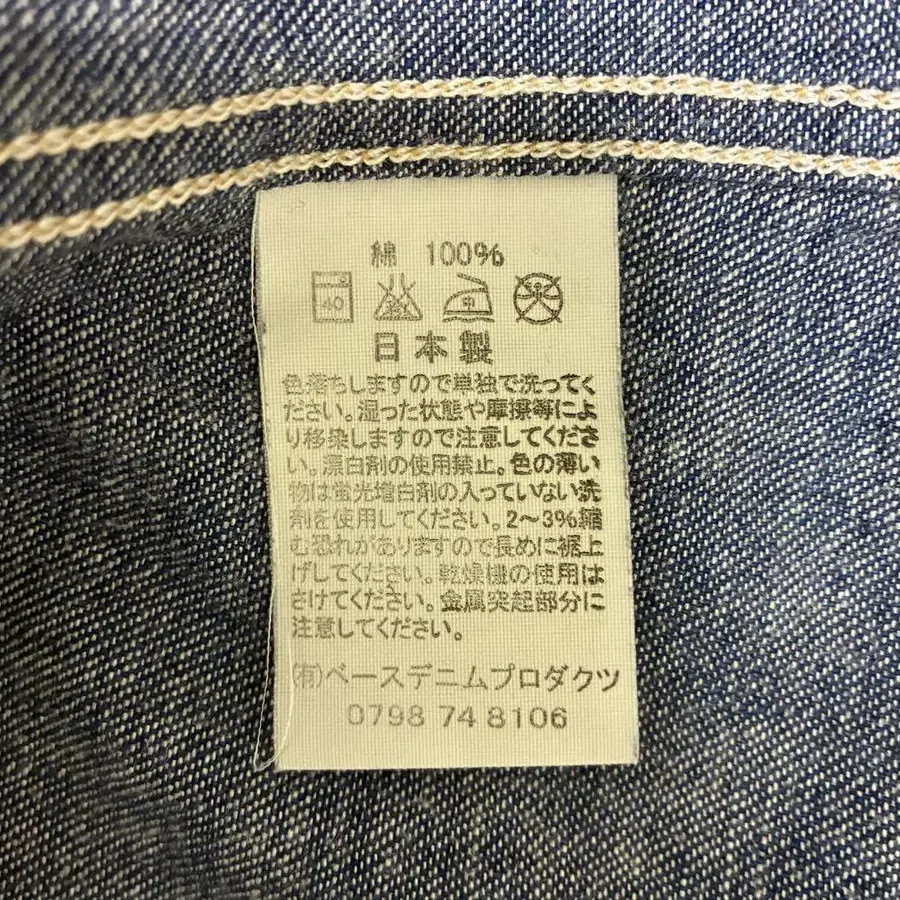 綿 100%
40
日本製
色落ちしますので単独で洗ってく
ださい。湿った状態や摩擦等によ
り移染しますので注意してくださ
い。漂白剤の使用禁止。色の薄い
物は蛍光増白剤の入っていない洗
剤を使用してください。2～3%縮
む恐れがありますので長めに裾上
げしてください。乾燥機の使用は
さけてください。金属突起部分に
注意してください。
(有)ベースデニムプロダクツ
0798 74 8106